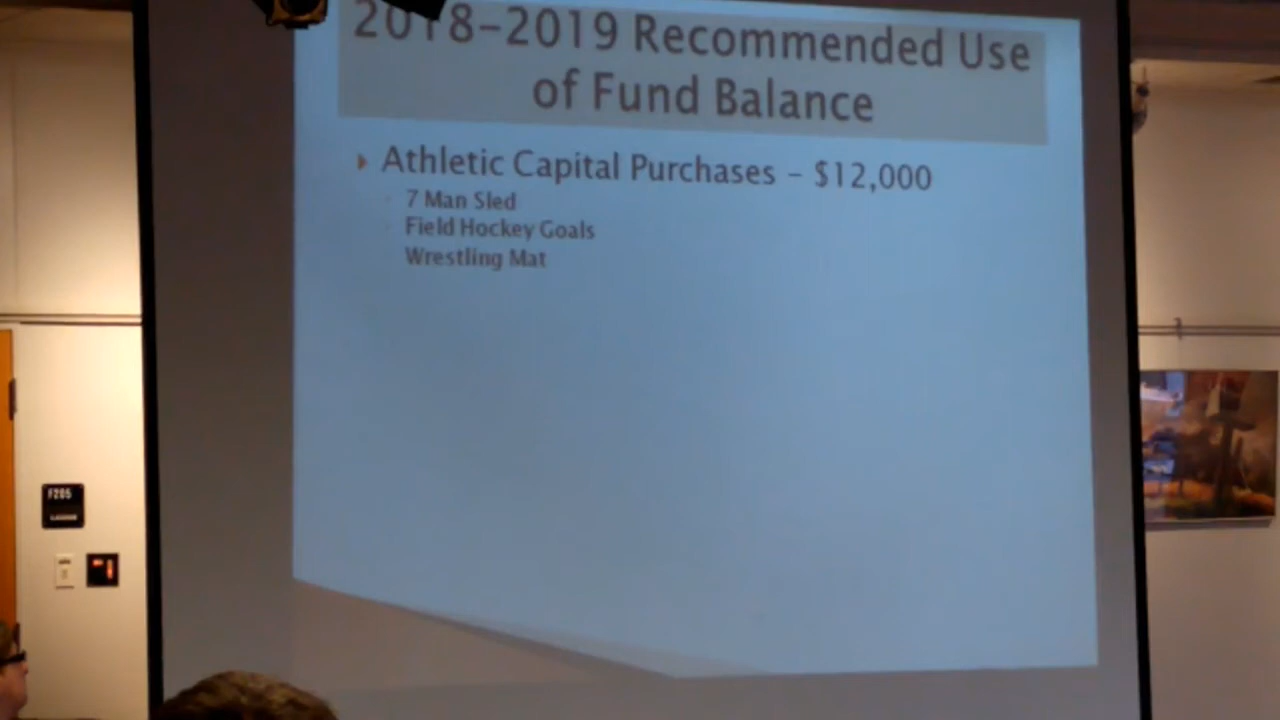 2018-2019 Recommended Use
of Fund Balance
Athletic Capital Purchases – $12,000
7 Man Sled
Field Hockey Goals
Wrestling Mat
F205